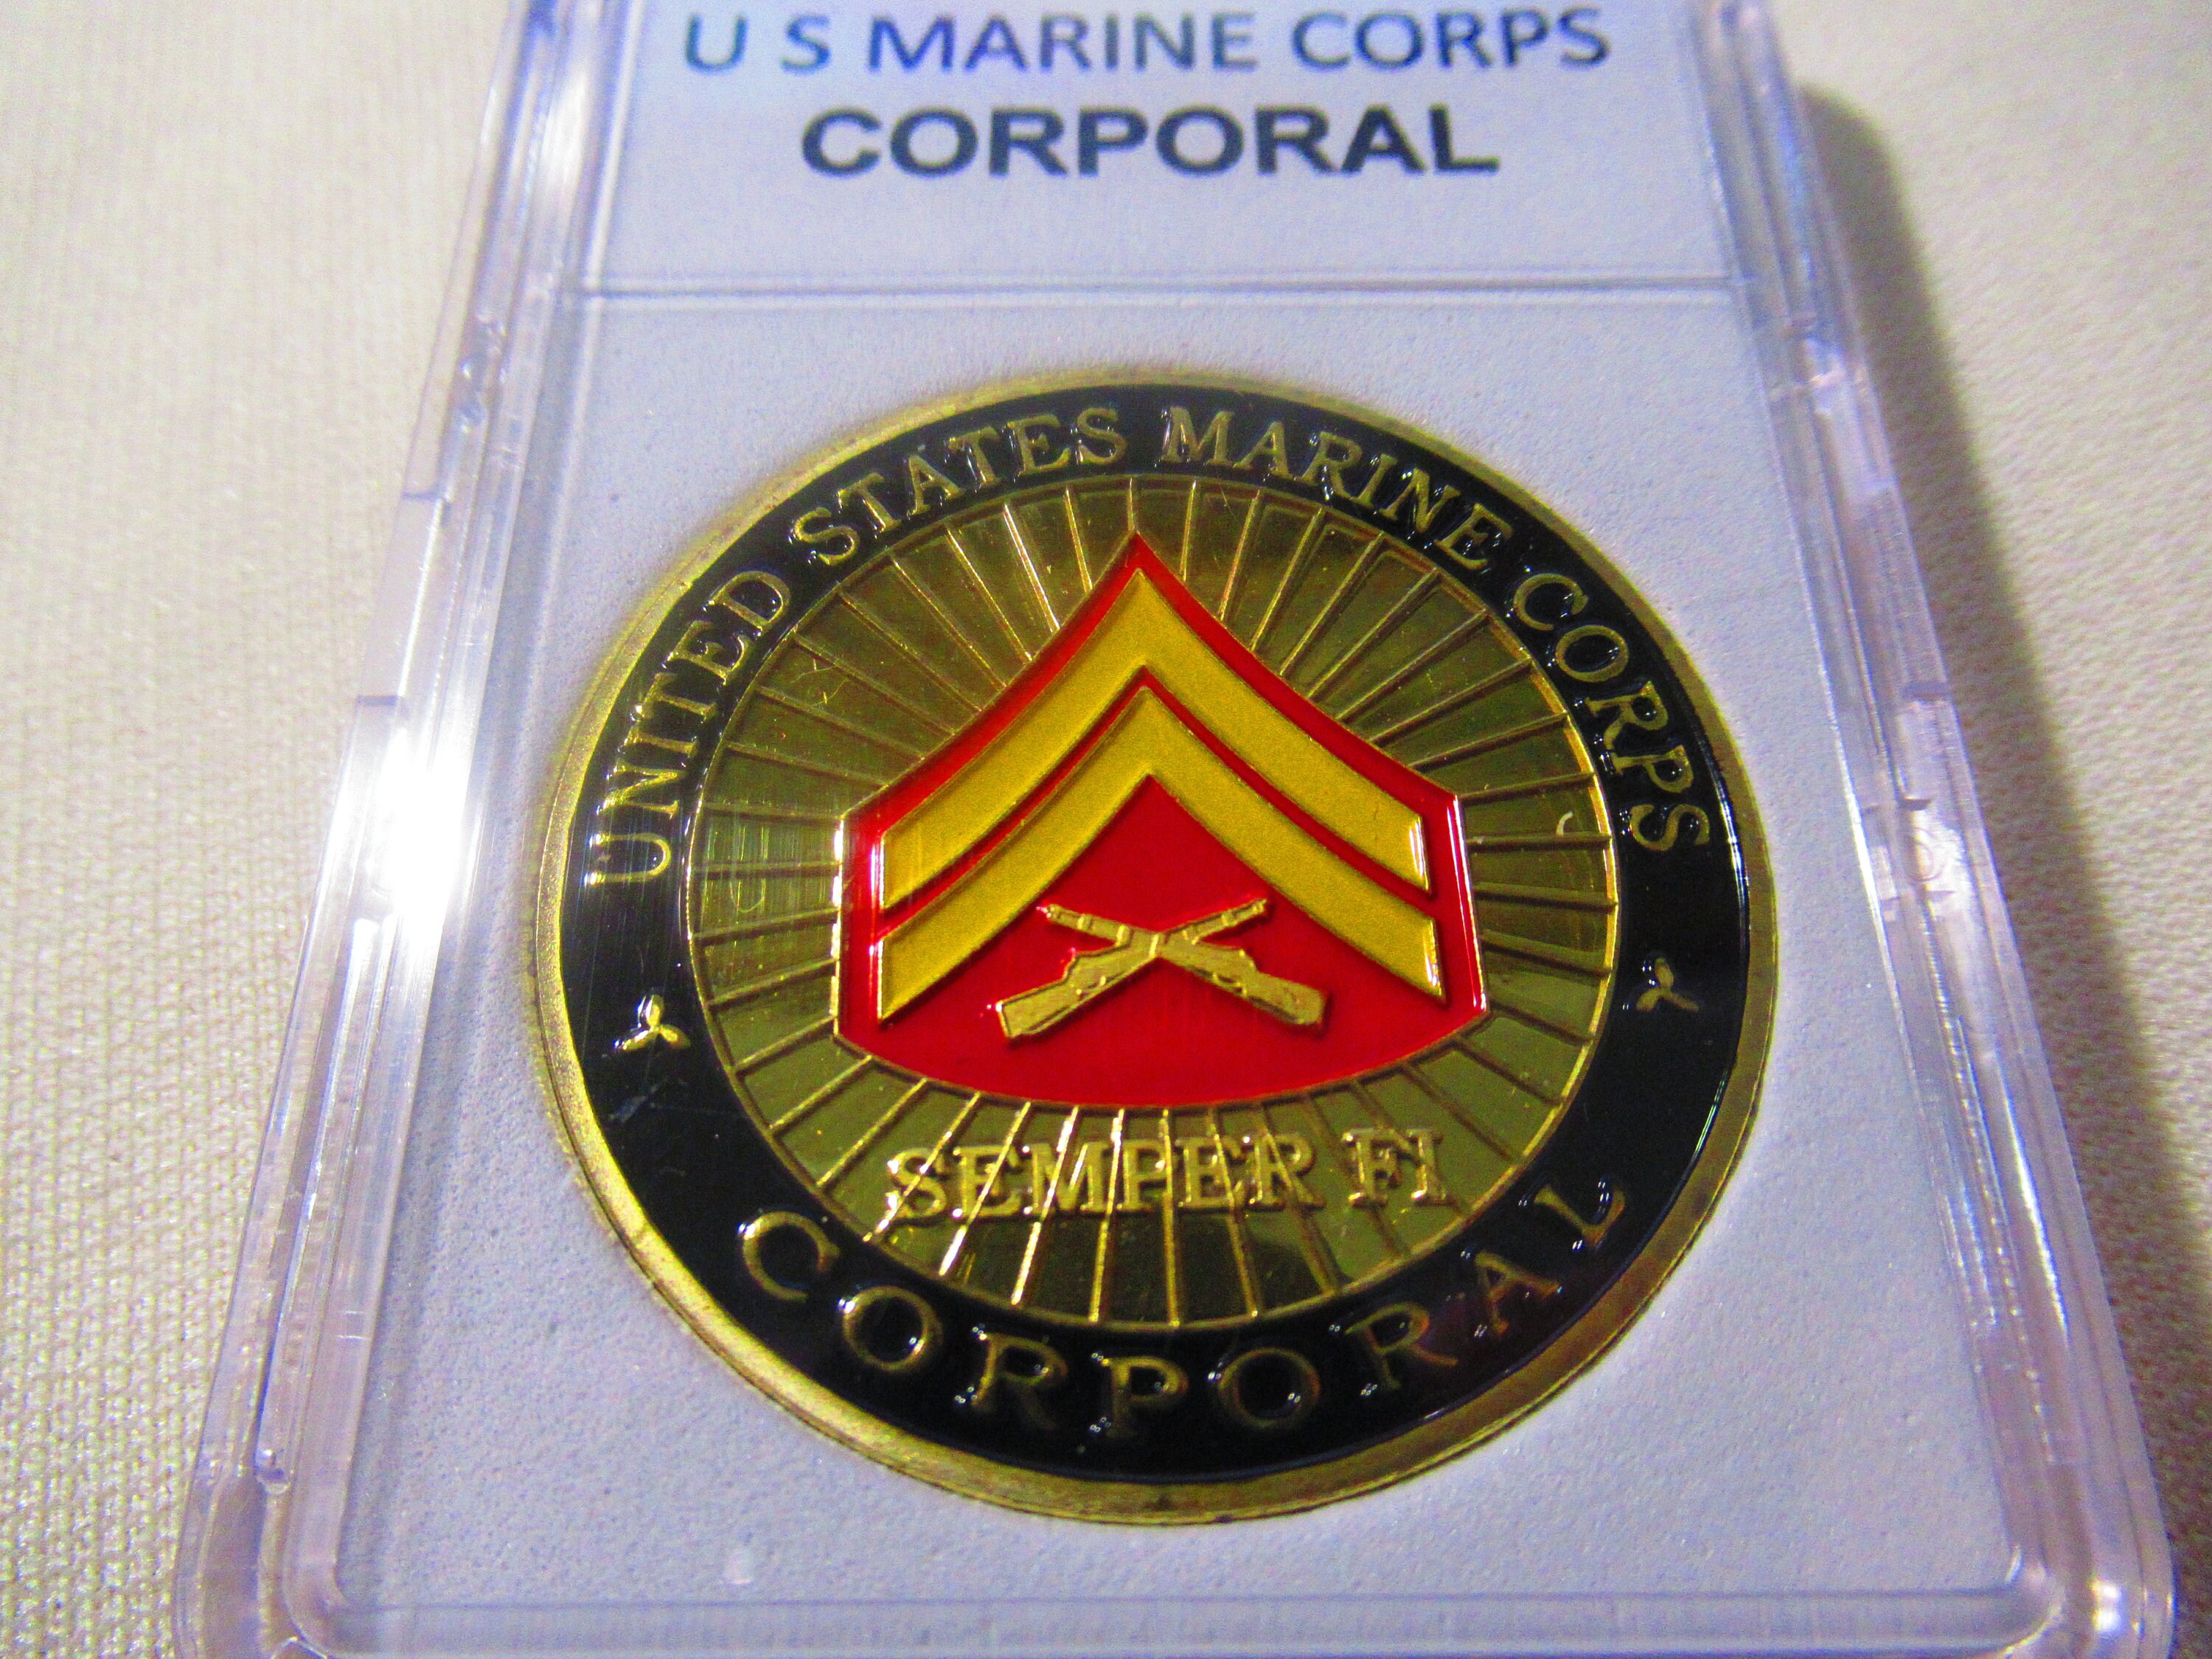 U S MARINE CORPS
CORPORAL
UNITED STATES MARINE CORPS
SEMPER FI
CORPORAL